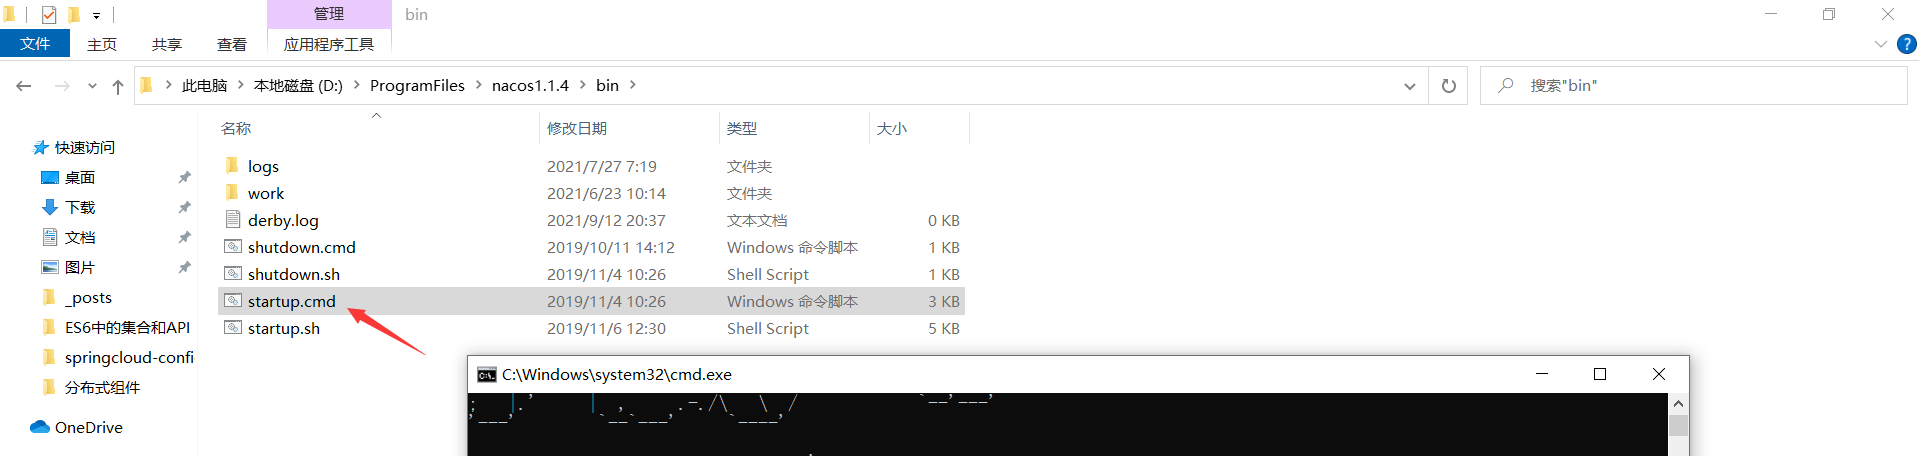 管理 bin
文件 主页 共享 查看 应用程序工具
此电脑 本地磁盘 (D:) ProgramFiles nacos1.1.4 bin 搜索"bin"
名称 修改日期 类型 大小
快速访问
桌面
下载
文档
图片
_posts
ES6中的集合和API
springcloud-confi
分布式组件
OneDrive
logs 2021/7/27 7:19 文件夹
work 2021/6/23 10:14 文件夹
derby.log 2021/9/12 20:37 文本文档 0 KB
shutdown.cmd 2019/10/11 14:12 Windows 命令脚本 1 KB
shutdown.sh 2019/11/4 10:26 Shell Script 1 KB
startup.cmd 2019/11/4 10:26 Windows 命令脚本 3 KB
startup.sh 2019/11/6 12:30 Shell Script 5 KB
C:\Windows\system32\cmd.exe